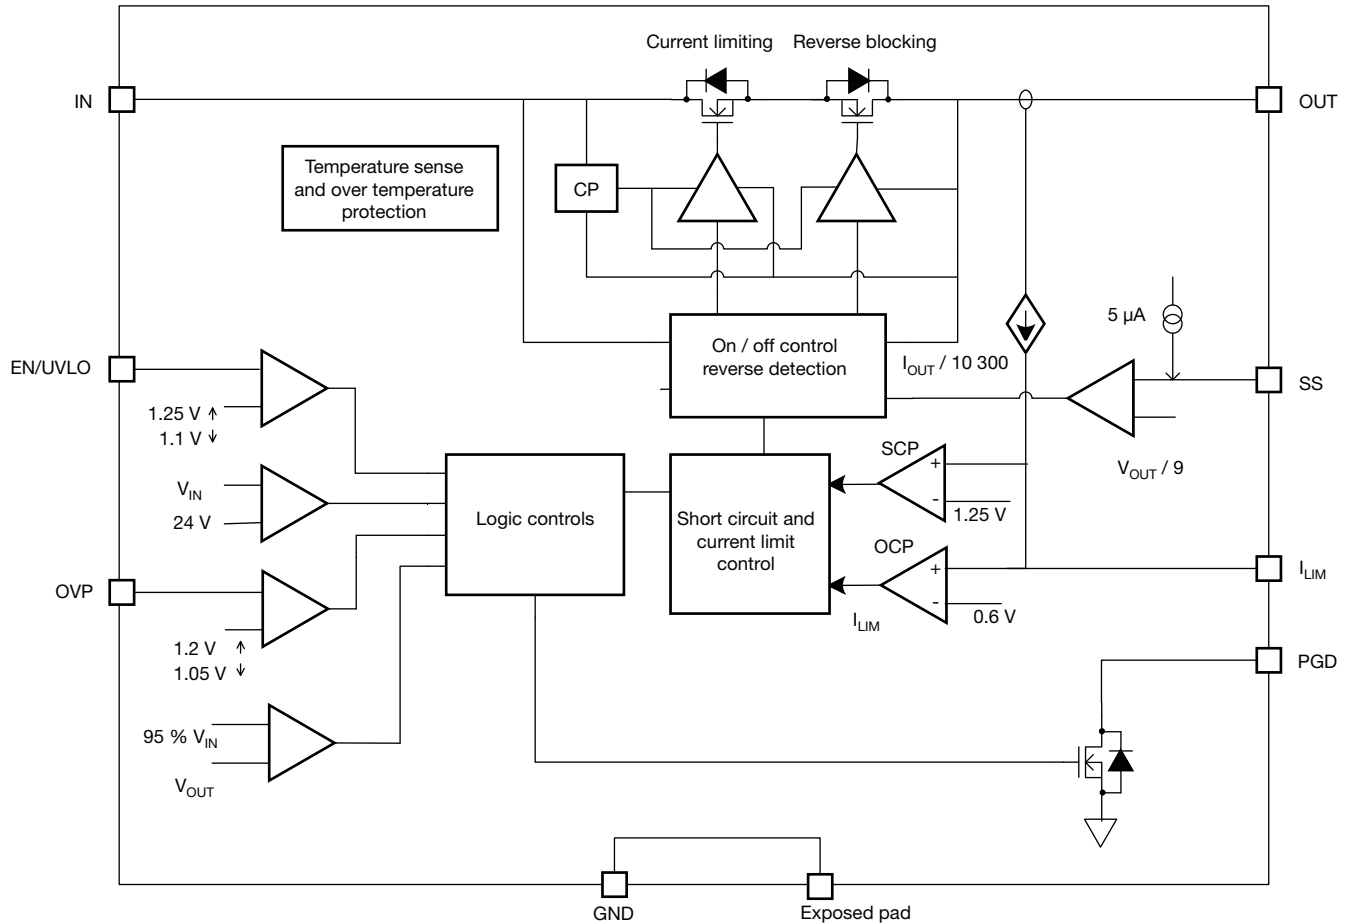 Current limiting
Reverse blocking
IN
OUT
Temperature sense
and over temperature
protection
CP
5 µA
On / off control
reverse detection
I_OUT / 10 300
EN/UVLO
SS
1.25 V ↑
1.1 V ↓
SCP
+
-
1.25 V
V_OUT / 9
V_IN
24 V
Logic controls
Short circuit and
current limit
control
OCP
+
-
0.6 V
I_LIM
I_LIM
OVP
1.2 V ↑
1.05 V ↓
PGD
95 % V_IN
V_OUT
GND
Exposed pad